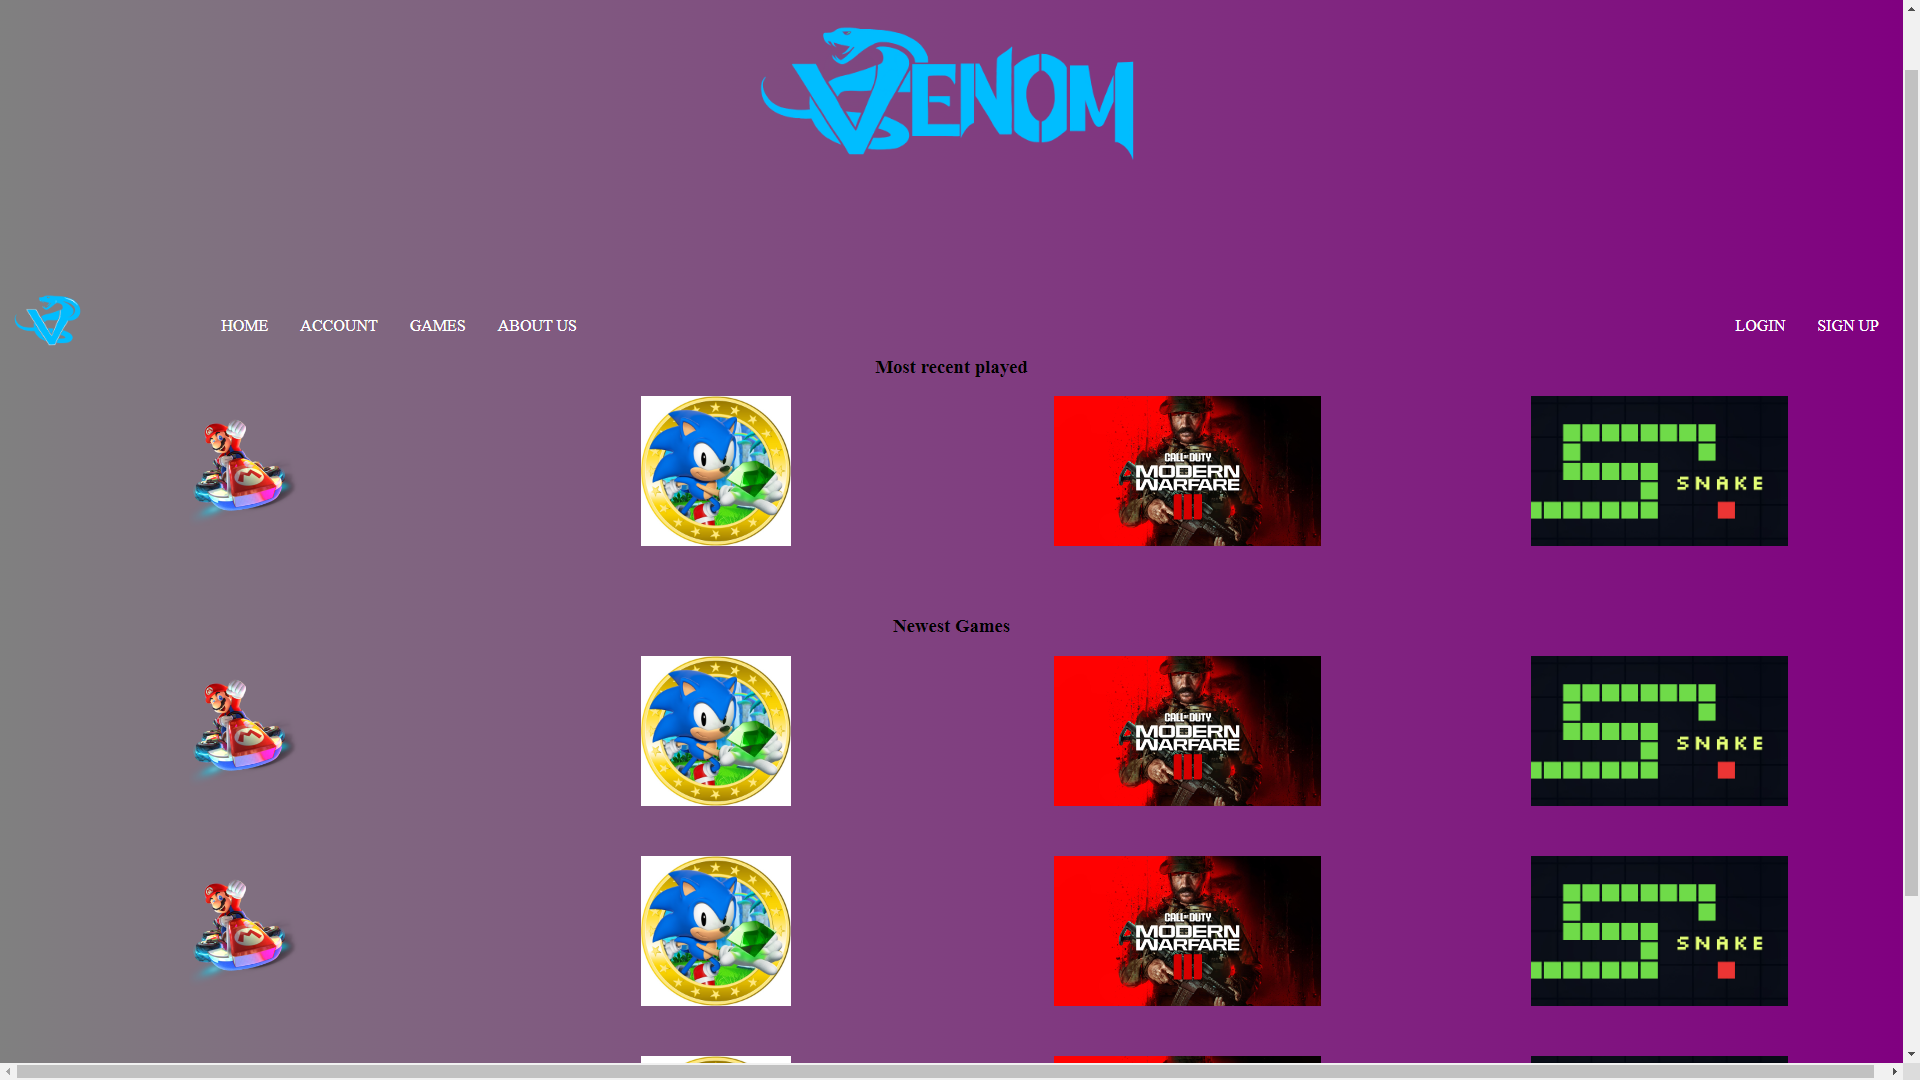 VENOM
V
HOME ACCOUNT GAMES ABOUT US LOGIN SIGN UP
Most recent played
CALL OF DUTY
MODERN
WARFARE
III
SNAKE
Newest Games
CALL OF DUTY
MODERN
WARFARE
III
SNAKE
CALL OF DUTY
MODERN
WARFARE
III
SNAKE